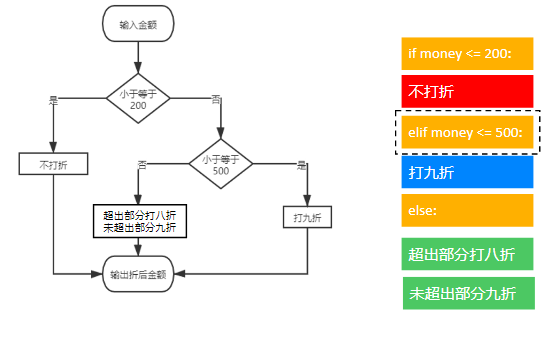 输入金额
小于等于
200
是
否
不打折
小于等于
500
否
是
超出部分打八折
未超出部分九折
打九折
输出折后金额
if money <= 200:
不打折
elif money <= 500:
打九折
else:
超出部分打八折
未超出部分九折